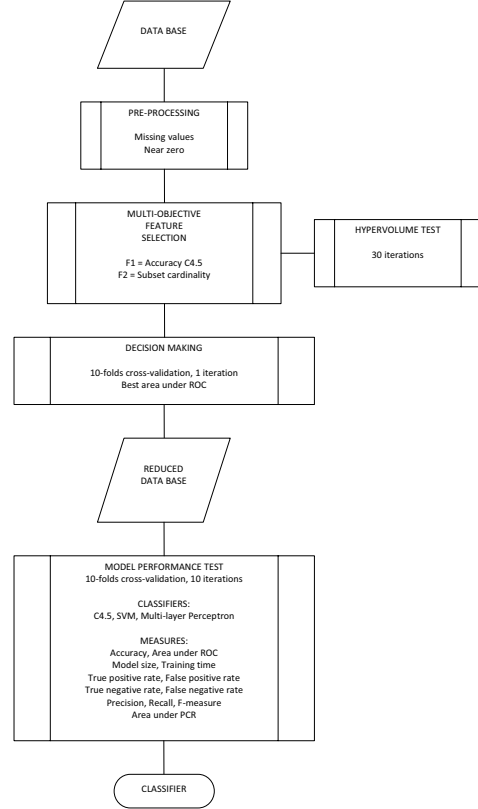 DATA BASE
PRE-PROCESSING
Missing values
Near zero
MULTI-OBJECTIVE
FEATURE
SELECTION
F1 = Accuracy C4.5
F2 = Subset cardinality
HYPERVOLUME TEST
30 iterations
DECISION MAKING
10-folds cross-validation, 1 iteration
Best area under ROC
REDUCED
DATA BASE
MODEL PERFORMANCE TEST
10-folds cross-validation, 10 iterations
CLASSIFIERS:
C4.5, SVM, Multi-layer Perceptron
MEASURES:
Accuracy, Area under ROC
Model size, Training time
True positive rate, False positive rate
True negative rate, False negative rate
Precision, Recall, F-measure
Area under PCR
CLASSIFIER